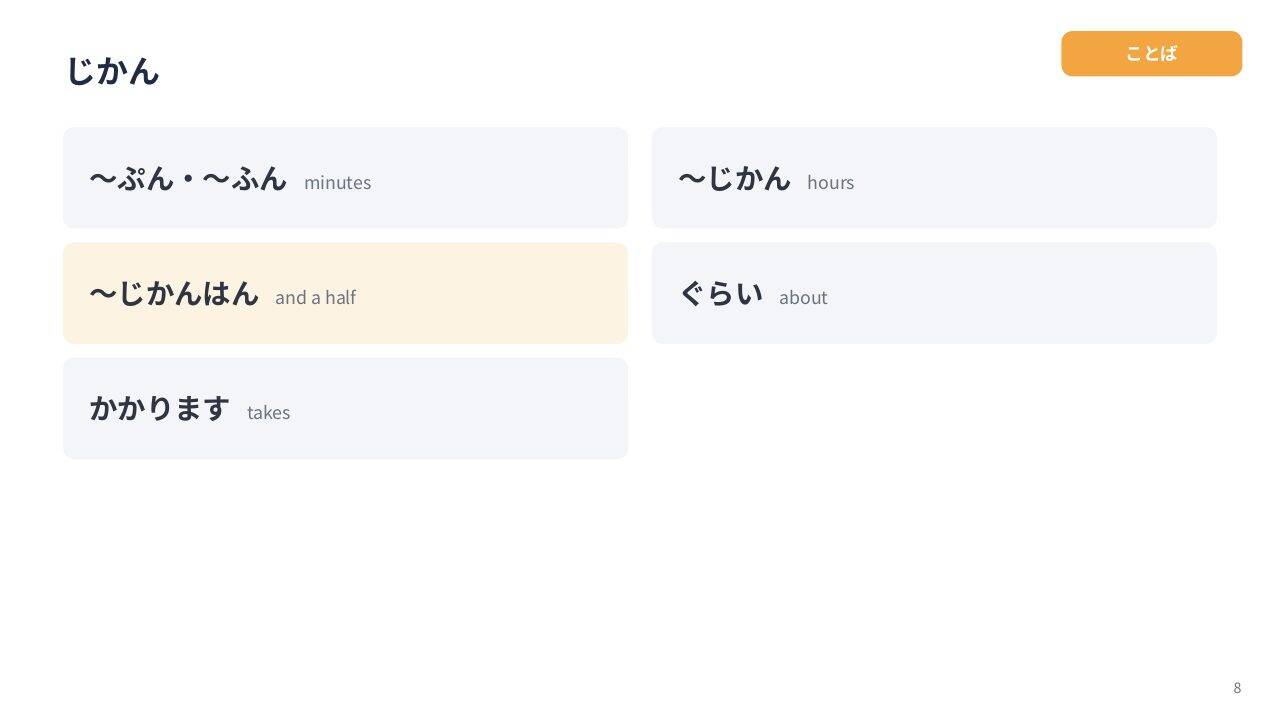 じかん
ことば
〜ぷん・〜ふん minutes
〜じかん hours
〜じかんはん and a half
ぐらい about
かかります takes
8